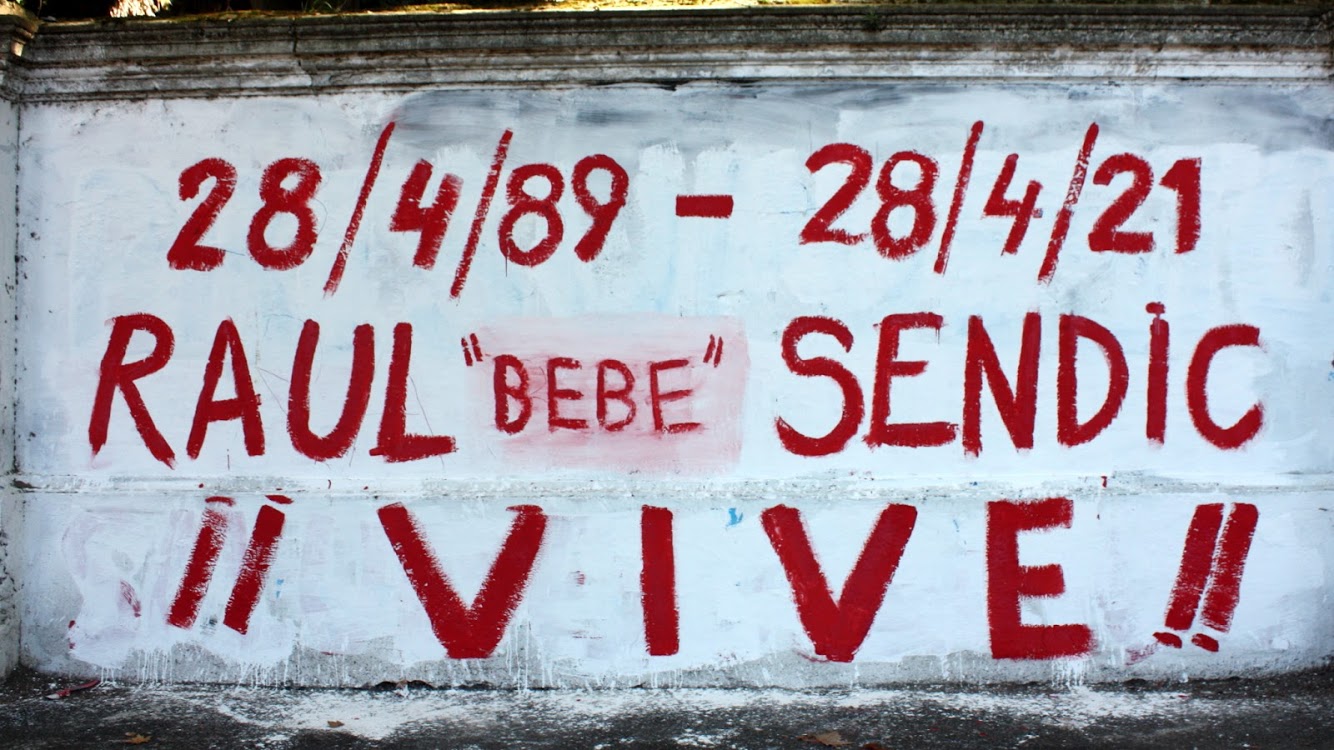 28/4/89 - 28/4/21
RAUL "BEBE" SENDiC
¡¡ VIVE !!